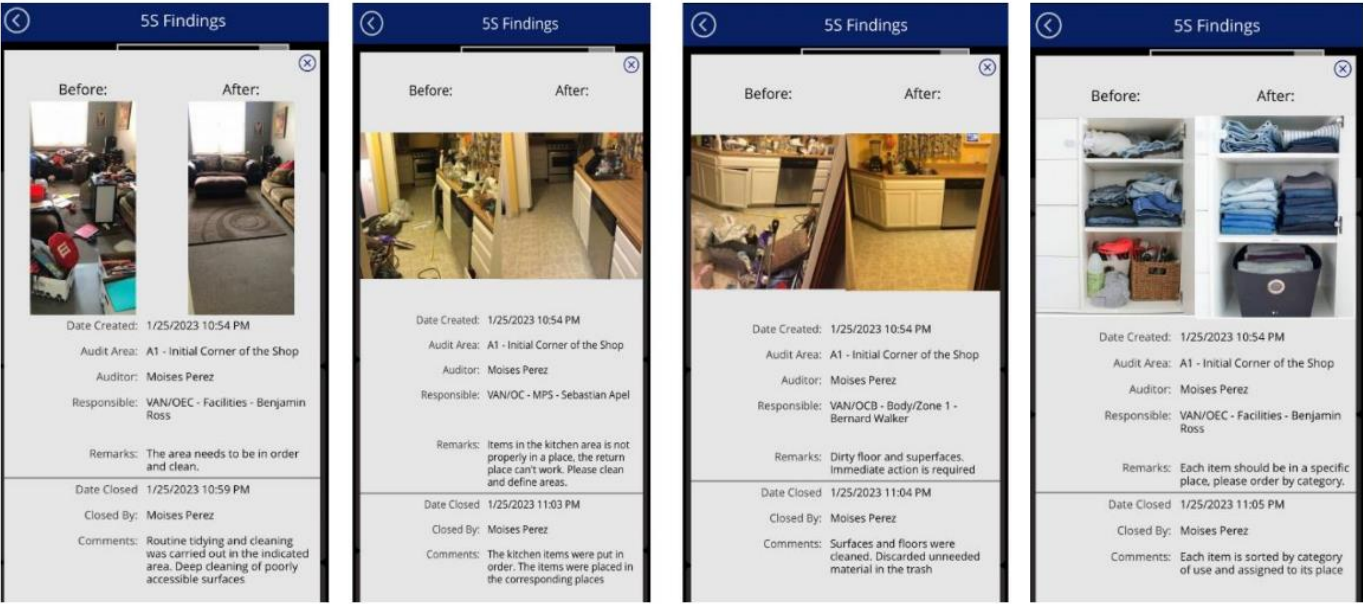 5S Findings
Before:
After:
Date Created: 1/25/2023 10:54 PM
Audit Area: A1 - Initial Corner of the Shop
Auditor: Moises Perez
Responsible: VAN/OEC - Facilities - Benjamin
Ross
Remarks: The area needs to be in order
and clean.
Date Closed 1/25/2023 10:59 PM
Closed By: Moises Perez
Comments: Routine tidying and cleaning
was carried out in the indicated
area. Deep cleaning of poorly
accessible surfaces
5S Findings
Before:
After:
Date Created: 1/25/2023 10:54 PM
Audit Area: A1 - Initial Corner of the Shop
Auditor: Moises Perez
Responsible: VAN/OC - MPS - Sebastian Apel
Remarks: Items in the kitchen area is not
properly in a place, the return
place can't work. Please clean
and define areas.
Date Closed 1/25/2023 11:03 PM
Closed By: Moises Perez
Comments: The kitchen items were put in
order. The items were placed in
the corresponding places
5S Findings
Before:
After:
Date Created: 1/25/2023 10:54 PM
Audit Area: A1 - Initial Corner of the Shop
Auditor: Moises Perez
Responsible: VAN/OCB - Body/Zone 1 -
Bernard Walker
Remarks: Dirty floor and superfaces.
Immediate action is required
Date Closed 1/25/2023 11:04 PM
Closed By: Moises Perez
Comments: Surfaces and floors were
cleaned. Discarded unneeded
material in the trash
5S Findings
Before:
After:
Date Created: 1/25/2023 10:54 PM
Audit Area: A1 - Initial Corner of the Shop
Auditor: Moises Perez
Responsible: VAN/OEC - Facilities - Benjamin
Ross
Remarks: Each item should be in a specific
place, please order by category.
Date Closed 1/25/2023 11:05 PM
Closed By: Moises Perez
Comments: Each item is sorted by category
of use and assigned to its place